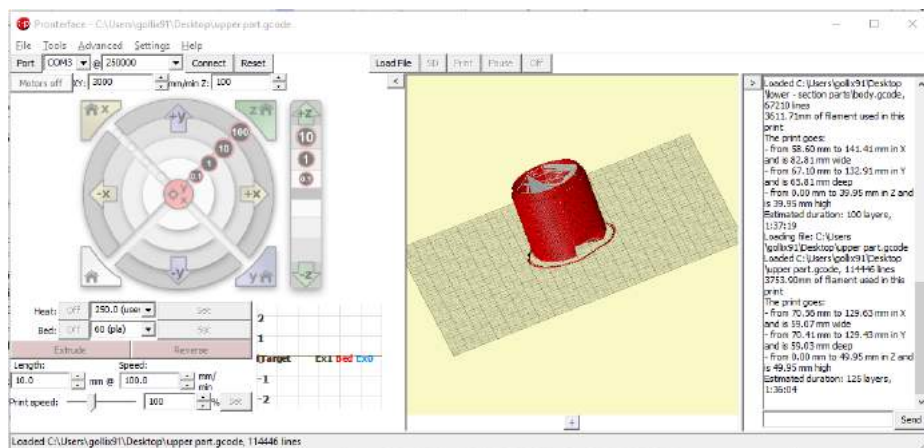 Pronterface - C:\Users\gollix91\Desktop\upper part.gcode
File Tools Advanced Settings Help
Port COM3 @ 250000 Connect Reset
Load File SD Print Pause Off
Motors off XY: 3000 mm/min Z: 100
< >
x +y z +z
100 10 1 0.1
10 1 0.1
-x y x +x
-y y -z
Heat: Off 250.0 (user Set
Bed: Off 60 (pla) Set
Extrude Reverse
Length: Speed:
10.0 mm @ 100.0 mm/
min
Print speed: 100 % Set
2
1
Target Ex1 Bed Ex0
-1
-2
+
Loaded C:\Users\gollix91\Desktop
\lower - section parts\body.gcode,
67210 lines
3611.71mm of filament used in this
print
The print goes:
- from 58.60 mm to 141.41 mm in X
and is 82.81 mm wide
- from 67.10 mm to 132.91 mm in Y
and is 65.81 mm deep
- from 0.00 mm to 39.95 mm in Z and
is 39.95 mm high
Estimated duration: 100 layers,
1:37:19
Loading file: C:\Users
\gollix91\Desktop\upper part.gcode
Loaded C:\Users\gollix91\Desktop
\upper part.gcode, 114446 lines
3753.90mm of filament used in this
print
The print goes:
- from 70.56 mm to 129.63 mm in X
and is 59.07 mm wide
- from 70.41 mm to 129.43 mm in Y
and is 59.03 mm deep
- from 0.00 mm to 49.95 mm in Z and
is 49.95 mm high
Estimated duration: 125 layers,
1:36:04
Send
Loaded C:\Users\gollix91\Desktop\upper part.gcode, 114446 lines